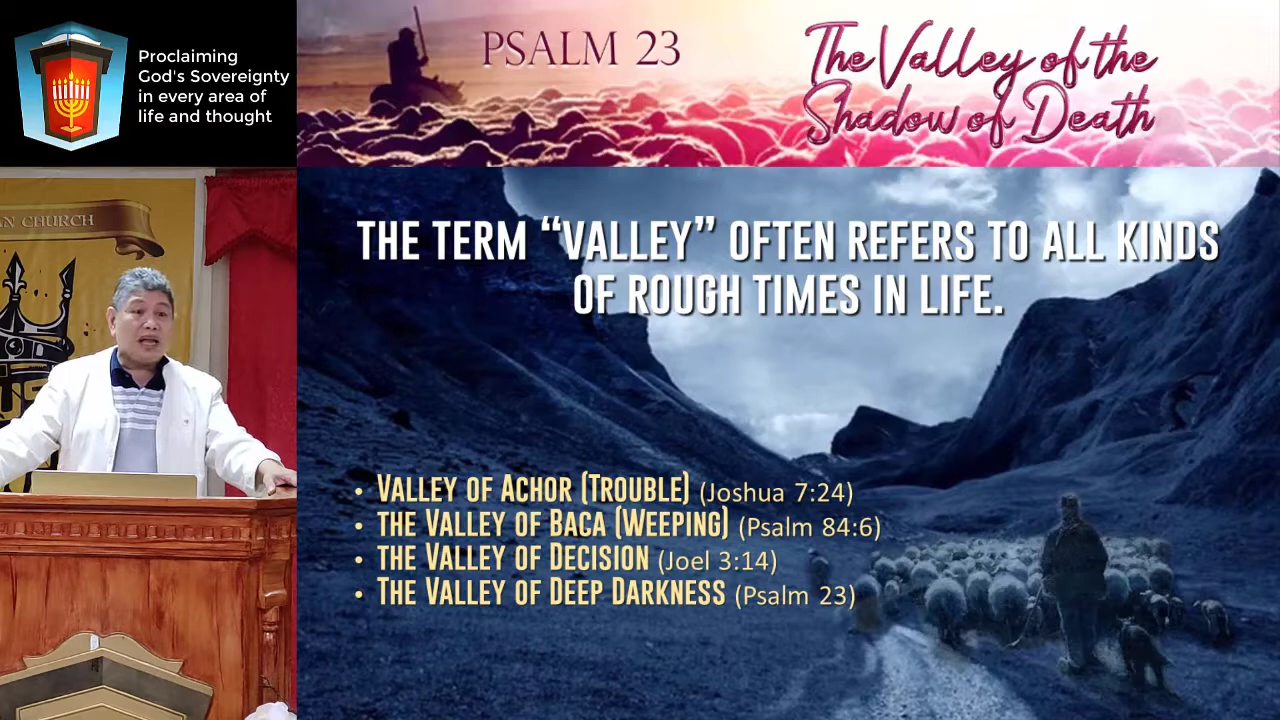 Proclaiming
God's Sovereignty
in every area of
life and thought
PSALM 23
The Valley of the
Shadow of Death
AN CHURCH
THE TERM “VALLEY” OFTEN REFERS TO ALL KINDS
OF ROUGH TIMES IN LIFE.
• VALLEY OF ACHOR (TROUBLE) (Joshua 7:24)
• THE VALLEY OF BACA (WEEPING) (Psalm 84:6)
• THE VALLEY OF DECISION (Joel 3:14)
• THE VALLEY OF DEEP DARKNESS (Psalm 23)